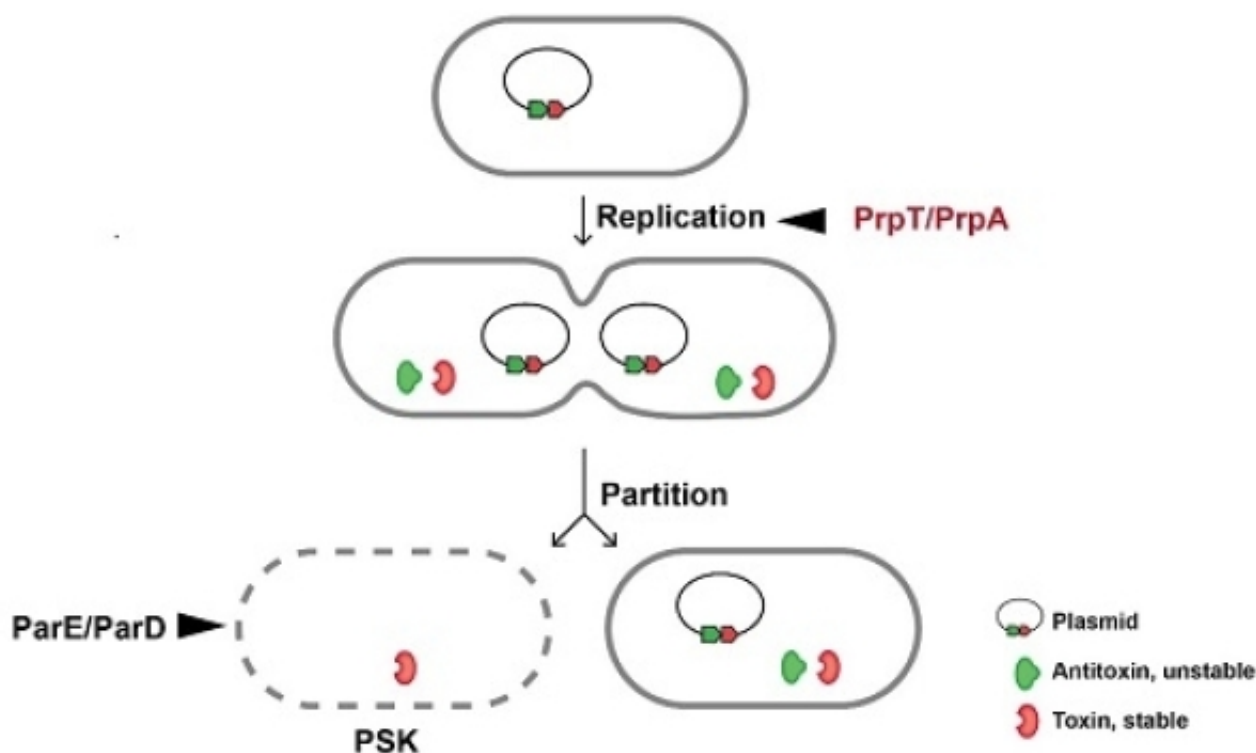 Replication
PrpT/PrpA
Partition
ParE/ParD
PSK
Plasmid
Antitoxin, unstable
Toxin, stable